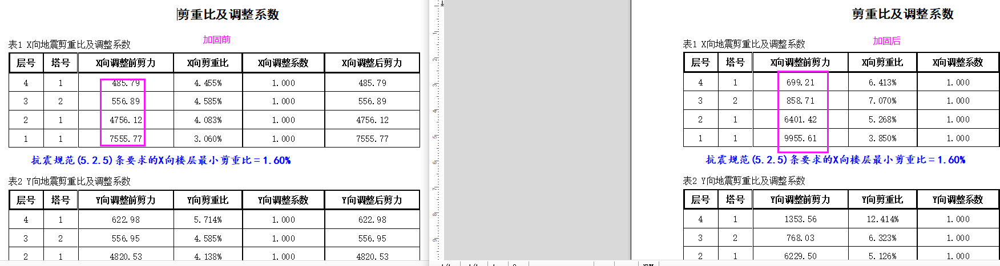 剪重比及调整系数
加固前
表1 X向地震剪重比及调整系数
层号 塔号 X向调整前剪力 X向剪重比 X向调整系数 X向调整后剪力
4 1 485.79 4.455% 1.000 485.79
3 2 556.89 4.585% 1.000 556.89
2 1 4756.12 4.083% 1.000 4756.12
1 1 7555.77 3.060% 1.000 7555.77
抗震规范(5.2.5)条要求的X向楼层最小剪重比=1.60%
表2 Y向地震剪重比及调整系数
层号 塔号 Y向调整前剪力 Y向剪重比 Y向调整系数 Y向调整后剪力
4 1 622.98 5.714% 1.000 622.98
3 2 556.95 4.585% 1.000 556.95
2 1 4820.53 4.138% 1.000 4820.53
1
2
3
4
5
6
7
8
9
剪重比及调整系数
加固后
表1 X向地震剪重比及调整系数
层号 塔号 X向调整前剪力 X向剪重比 X向调整系数
4 1 699.21 6.413% 1.000
3 2 858.71 7.070% 1.000
2 1 6401.42 5.268% 1.000
1 1 9955.61 3.850% 1.000
抗震规范(5.2.5)条要求的X向楼层最小剪重比=1.60%
表2 Y向地震剪重比及调整系数
层号 塔号 Y向调整前剪力 Y向剪重比 Y向调整系数
4 1 1353.56 12.414% 1.000
3 2 768.03 6.323% 1.000
2 1 6229.50 5.126% 1.000